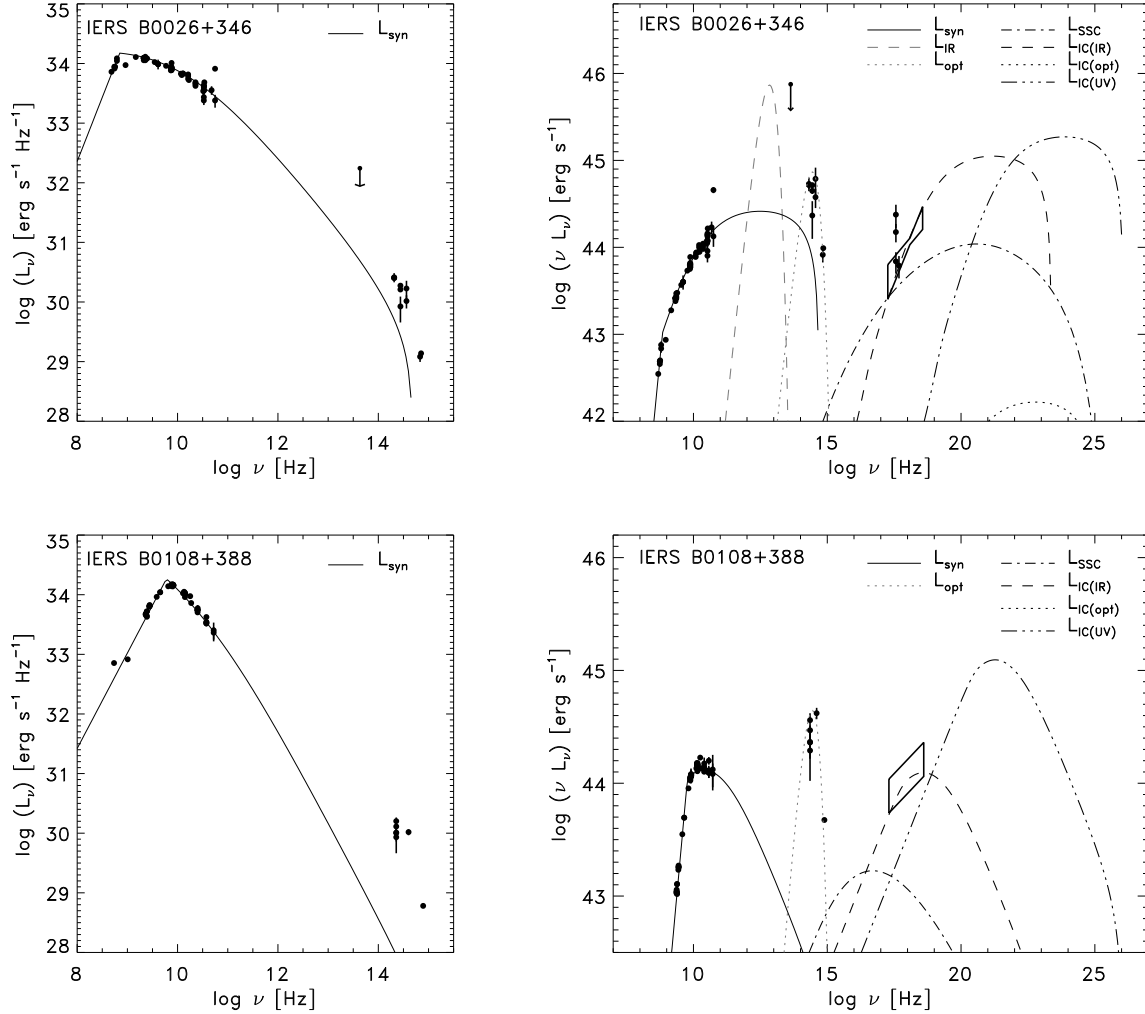 IERS B0026+346
L_syn
35
34
33
32
31
30
29
28
log (L_ν) [erg s⁻¹ Hz⁻¹]
8 10 12 14
log ν [Hz]
IERS B0026+346
L_syn
L_IR
L_opt
L_SSC
L_IC(IR)
L_IC(opt)
L_IC(UV)
46
45
44
43
42
log (ν L_ν) [erg s⁻¹]
10 15 20 25
log ν [Hz]
IERS B0108+388
L_syn
35
34
33
32
31
30
29
28
log (L_ν) [erg s⁻¹ Hz⁻¹]
8 10 12 14
log ν [Hz]
IERS B0108+388
L_syn
L_opt
L_SSC
L_IC(IR)
L_IC(opt)
L_IC(UV)
46
45
44
43
log (ν L_ν) [erg s⁻¹]
10 15 20 25
log ν [Hz]